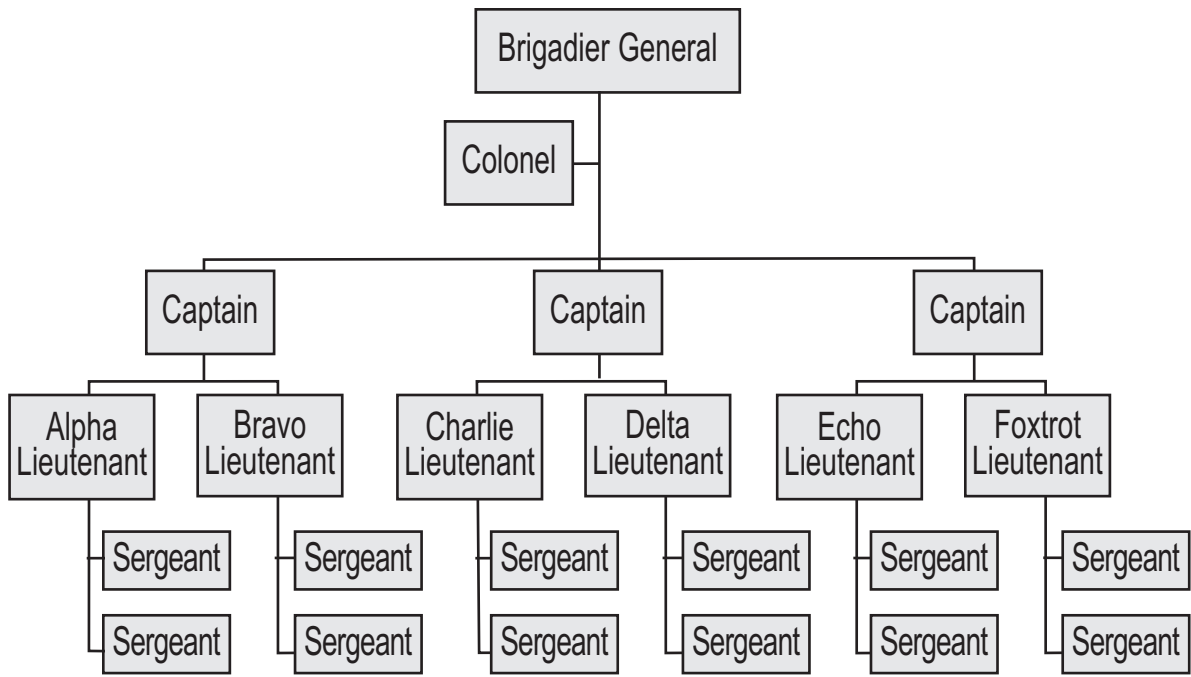 Brigadier General
Colonel
Captain
Captain
Captain
Alpha
Lieutenant
Bravo
Lieutenant
Charlie
Lieutenant
Delta
Lieutenant
Echo
Lieutenant
Foxtrot
Lieutenant
Sergeant
Sergeant
Sergeant
Sergeant
Sergeant
Sergeant
Sergeant
Sergeant
Sergeant
Sergeant
Sergeant
Sergeant